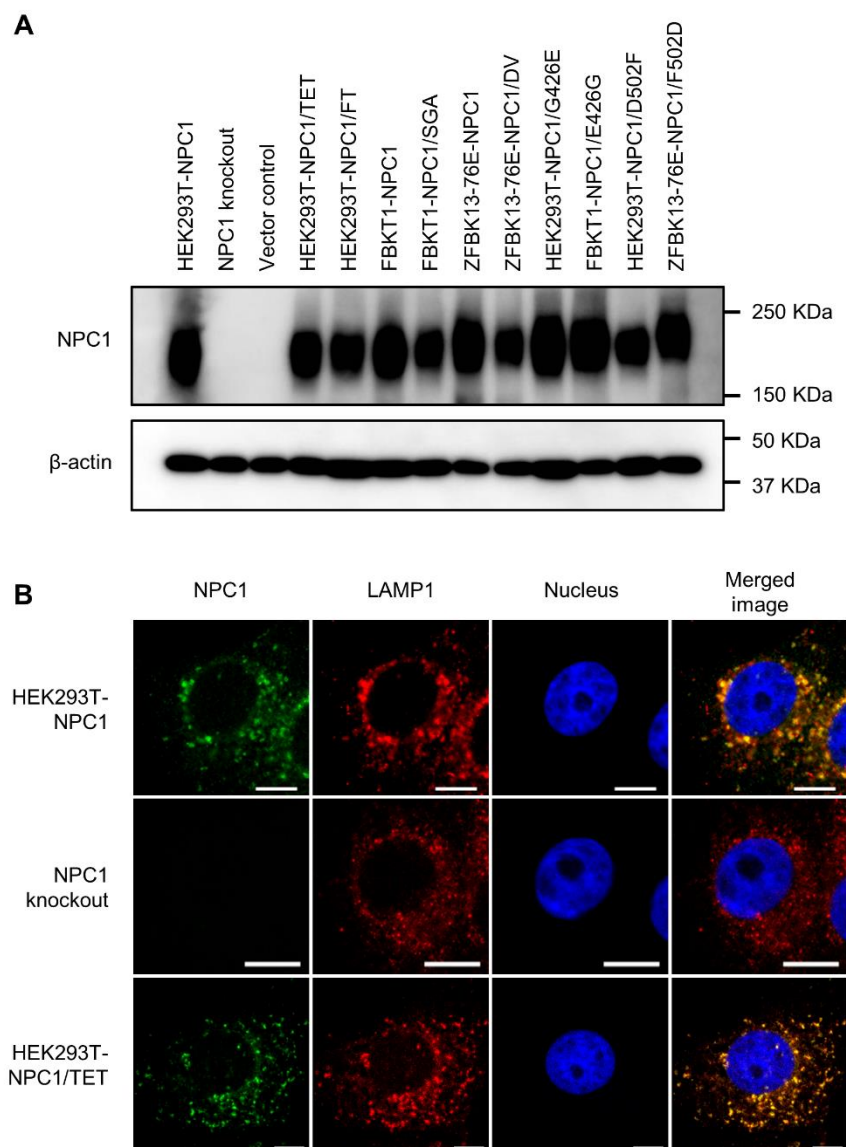 A
HEK293T-NPC1
NPC1 knockout
Vector control
HEK293T-NPC1/TET
HEK293T-NPC1/FT
FBKT1-NPC1
FBKT1-NPC1/SGA
ZFBK13-76E-NPC1
ZFBK13-76E-NPC1/DV
HEK293T-NPC1/G426E
FBKT1-NPC1/E426G
HEK293T-NPC1/D502F
ZFBK13-76E-NPC1/F502D
NPC1
250 KDa
150 KDa
β-actin
50 KDa
37 KDa
B
NPC1
LAMP1
Nucleus
Merged
image
HEK293T-
NPC1
NPC1
knockout
HEK293T-
NPC1/TET